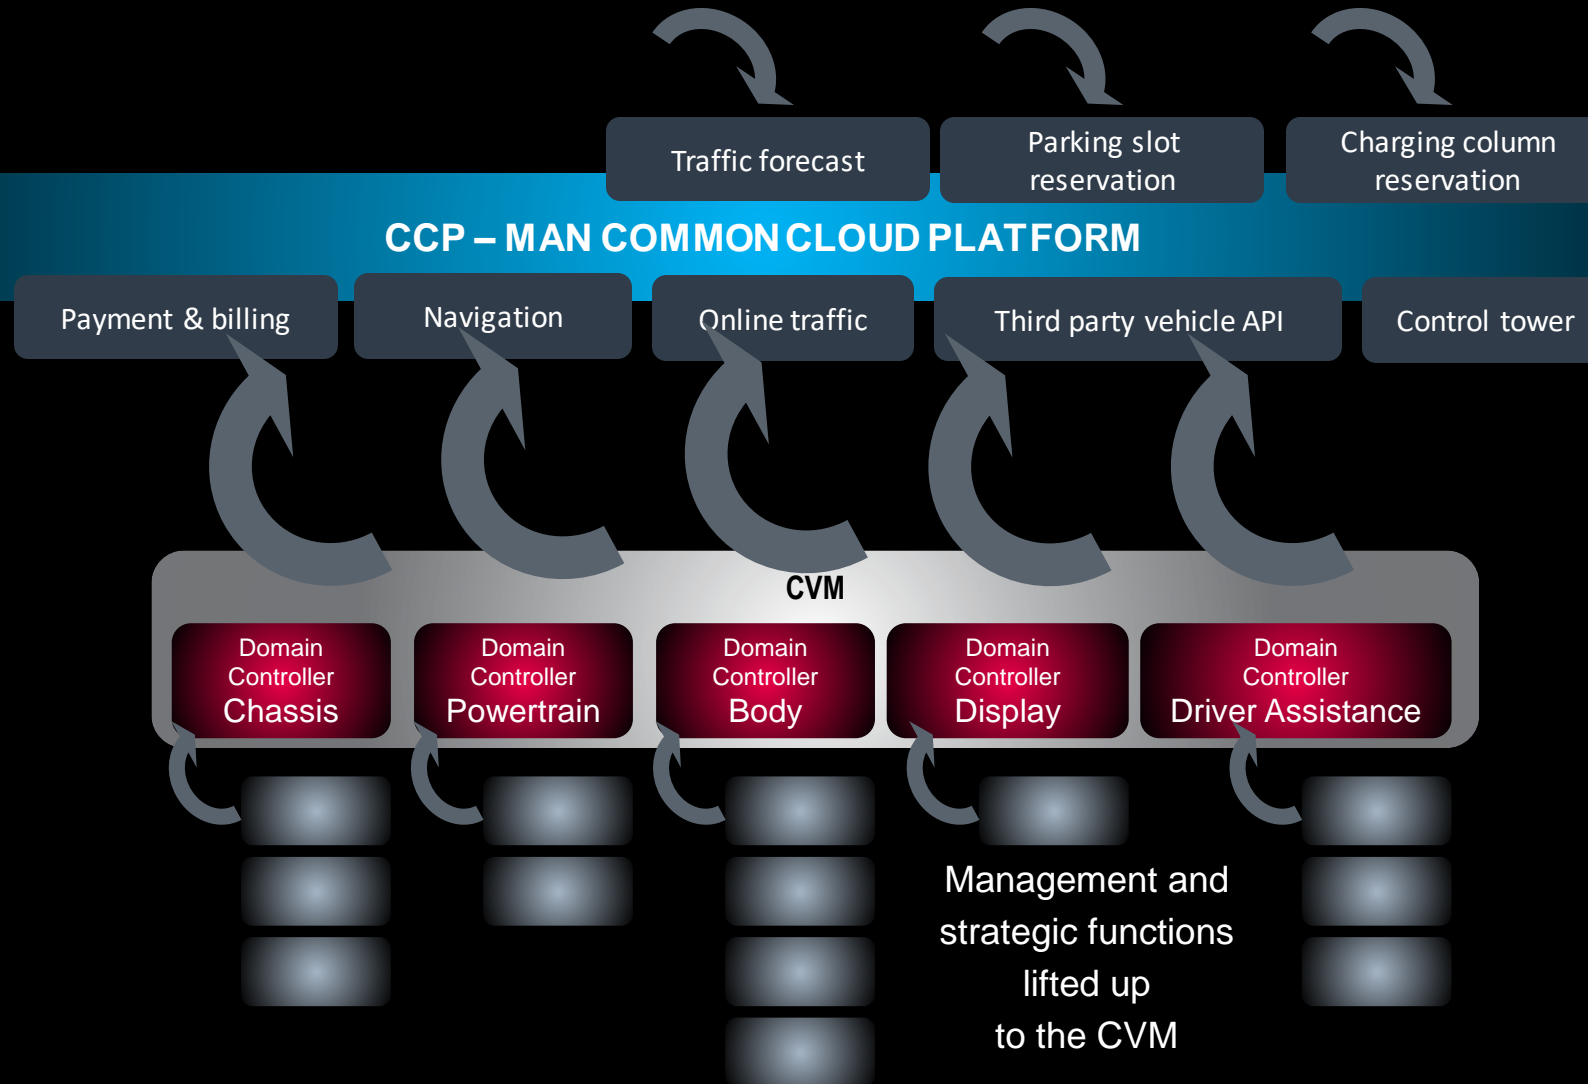 Traffic forecast
Parking slot
reservation
Charging column
reservation
CCP – MAN COMMON CLOUD PLATFORM
Payment & billing
Navigation
Online traffic
Third party vehicle API
Control tower
CVM
Domain
Controller
Chassis
Domain
Controller
Powertrain
Domain
Controller
Body
Domain
Controller
Display
Domain
Controller
Driver Assistance
Management and
strategic functions
lifted up
to the CVM